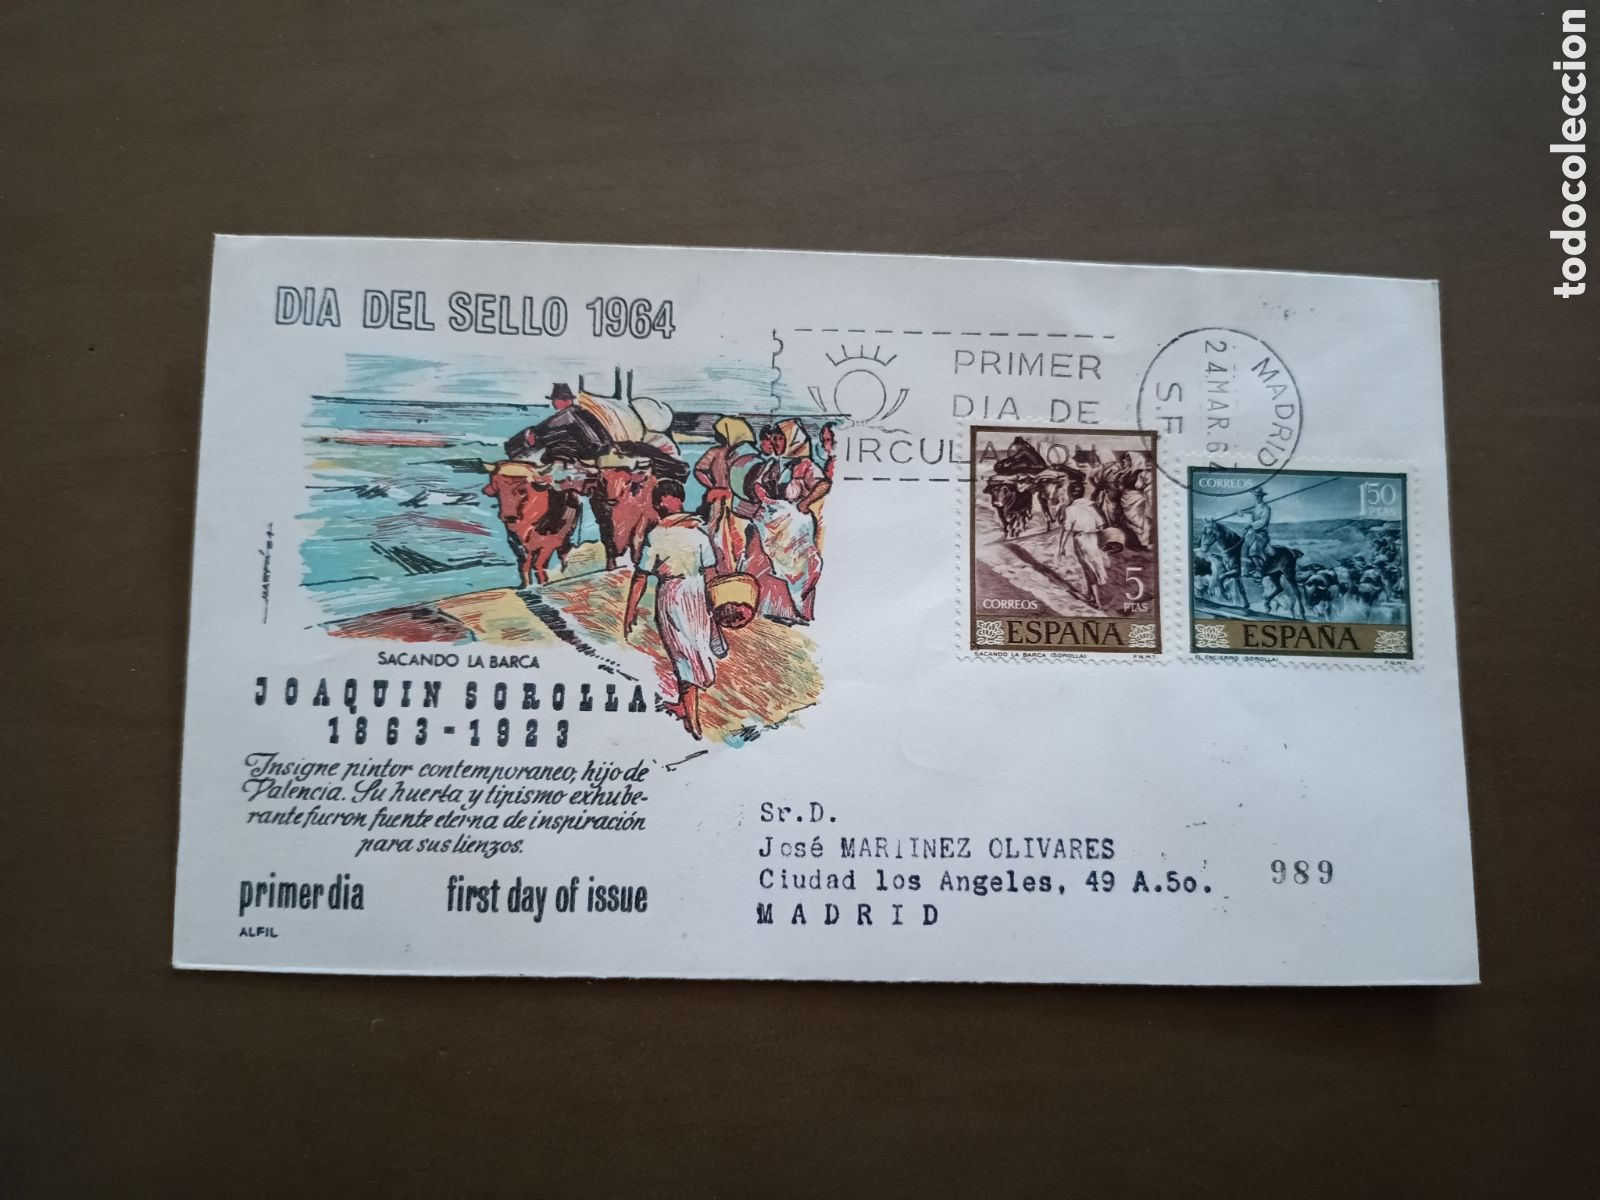 todocoleccion
DIA DEL SELLO 1964
PRIMER
DIA DE
CIRCULACION
MADRID
24 MAR 64
S.F.
CORREOS
5
PTAS
ESPAÑA
SACANDO LA BARCA (SOROLLA) F.N.M.T.
CORREOS
1'50
PTAS
ESPAÑA
EL ENCIERRO (SOROLLA) F.N.M.T.
SACANDO LA BARCA
JOAQUIN SOROLLA
1863-1923
Insigne pintor contemporaneo, hijo de
Valencia. Su huerta y tipismo exhube-
rante fueron fuente eterna de inspiración
para sus lienzos.
primer dia first day of issue
ALFIL
Sr.D.
José MARTINEZ OLIVARES
Ciudad los Angeles, 49 A.5o.
MADRID
989